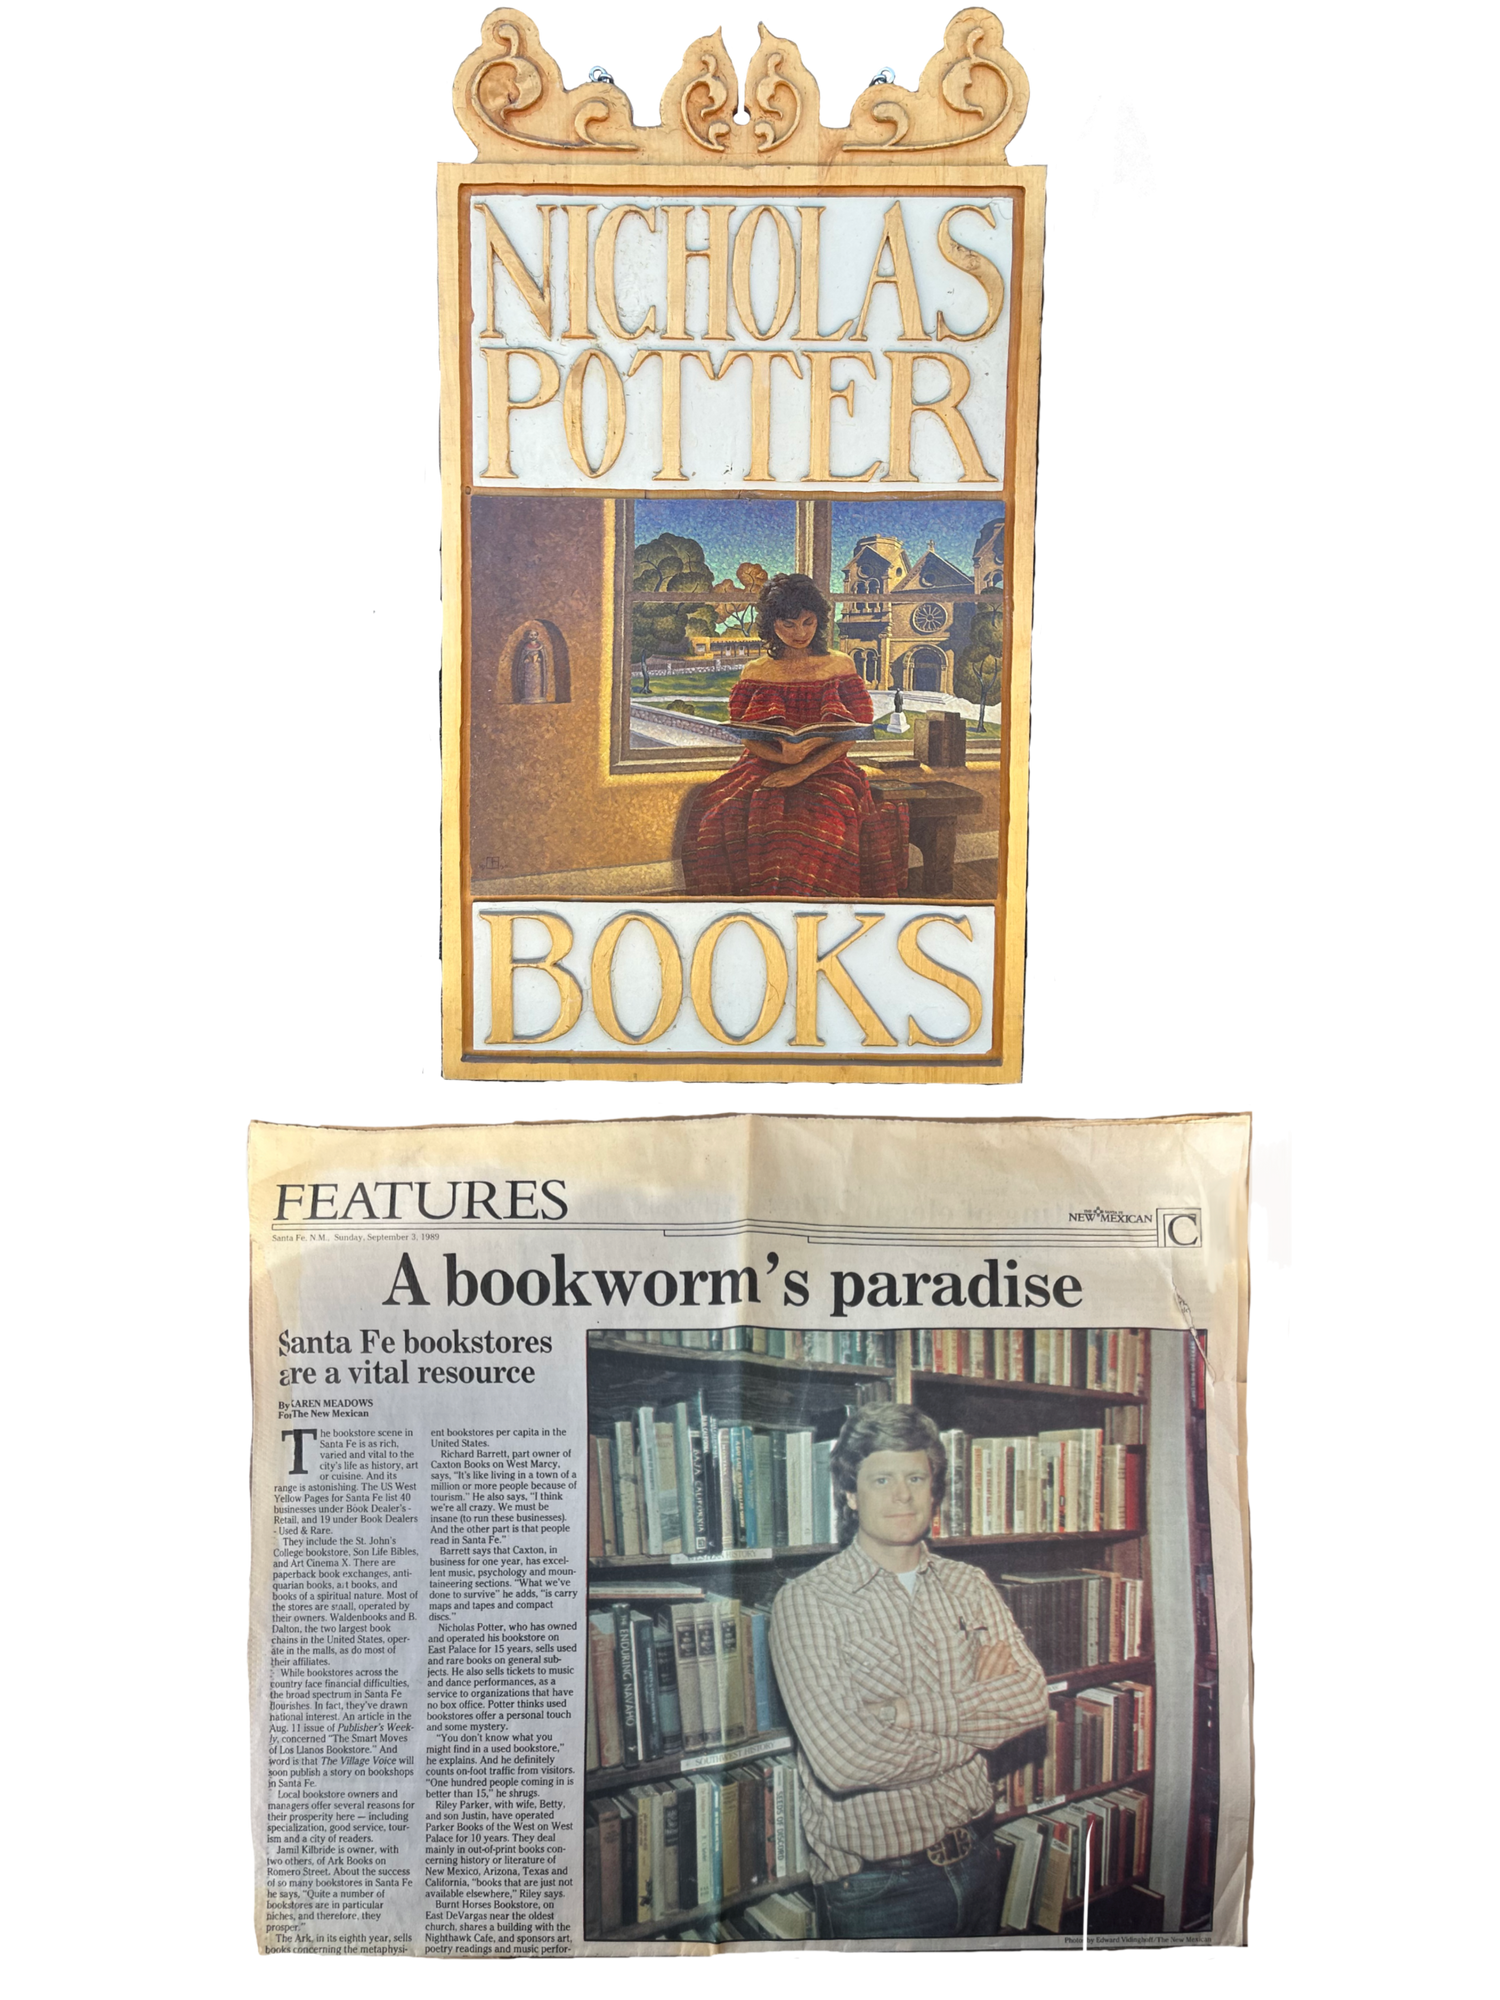 NICHOLAS
POTTER
BOOKS
FEATURES
NEW MEXICAN
C
Santa Fe, N.M., Sunday, September 3, 1989
A bookworm's paradise
Santa Fe bookstores
are a vital resource
By KAREN MEADOWS
For The New Mexican
The bookstore scene in
Santa Fe is as rich,
varied and vital to the
city's life as history, art
or cuisine. And its
range is astonishing. The US West
Yellow Pages for Santa Fe list 40
businesses under Book Dealer's -
Retail, and 19 under Book Dealers
- Used & Rare.
They include the St. John's
College bookstore, Son Life Bibles,
and Art Cinema X. There are
paperback book exchanges, anti-
quarian books, art books, and
books of a spiritual nature. Most of
the stores are small, operated by
their owners. Waldenbooks and B.
Dalton, the two largest book
chains in the United States, oper-
ate in the malls, as do most of
their affiliates.
While bookstores across the
country face financial difficulties,
the broad spectrum in Santa Fe
flourishes. In fact, they've drawn
national interest. An article in the
Aug. 11 issue of Publisher's Week-
ly, concerned "The Smart Moves
of Los Llanos Bookstore." And
word is that The Village Voice will
soon publish a story on bookshops
in Santa Fe.
Local bookstore owners and
managers offer several reasons for
their prosperity here — including
specialization, good service, tour-
ism and a city of readers.
Jamil Kilbride is owner, with
two others, of Ark Books on
Romero Street. About the success
of so many bookstores in Santa Fe
he says, "Quite a number of
bookstores are in particular
niches, and therefore, they
prosper."
The Ark, in its eighth year, sells
books concerning the metaphysi-
ent bookstores per capita in the
United States.
Richard Barrett, part owner of
Caxton Books on West Marcy,
says, "It's like living in a town of a
million or more people because of
tourism." He also says, "I think
we're all crazy. We must be
insane (to run these businesses).
And the other part is that people
read in Santa Fe."
Barrett says that Caxton, in
business for one year, has excel-
lent music, psychology and moun-
taineering sections. "What we've
done to survive" he adds, "is carry
maps and tapes and compact
discs."
Nicholas Potter, who has owned
and operated his bookstore on
East Palace for 15 years, sells used
and rare books on general sub-
jects. He also sells tickets to music
and dance performances, as a
service to organizations that have
no box office. Potter thinks used
bookstores offer a personal touch
and some mystery.
"You don't know what you
might find in a used bookstore,"
he explains. And he definitely
counts on-foot traffic from visitors.
"One hundred people coming in is
better than 15," he shrugs.
Riley Parker, with wife, Betty,
and son Justin, have operated
Parker Books of the West on West
Palace for 10 years. They deal
mainly in out-of-print books con-
cerning history or literature of
New Mexico, Arizona, Texas and
California, "books that are just not
available elsewhere," Riley says.
Burnt Horses Bookstore, on
East DeVargas near the oldest
church, shares a building with the
Nighthawk Cafe, and sponsors art,
poetry readings and music perfor-
BAJA CALIFORNIA
HISTORY
ENDURING NAVAHO
SOUTHWEST HISTORY
SEEDS OF DISCORD
Photo by Edward Vidinghoff/The New Mexican